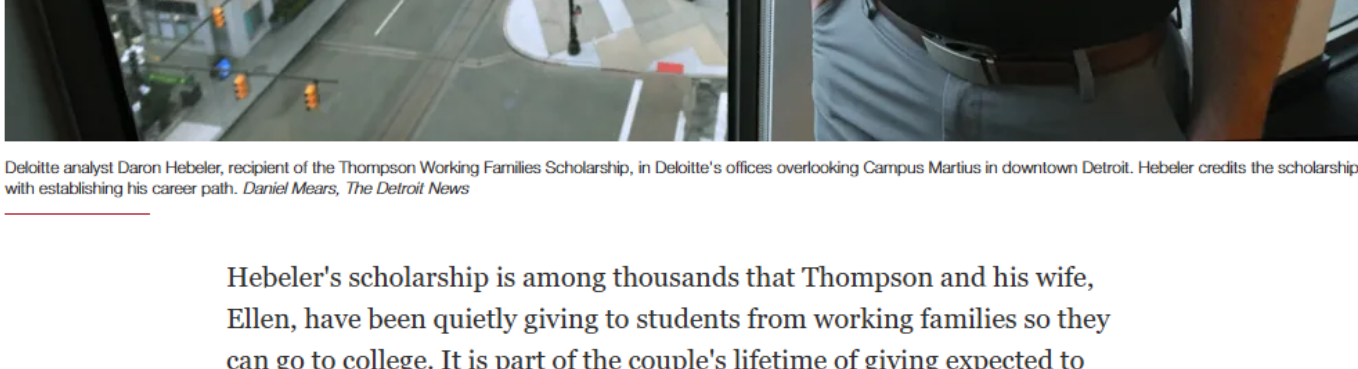 Deloitte analyst Daron Hebeler, recipient of the Thompson Working Families Scholarship, in Deloitte's offices overlooking Campus Martius in downtown Detroit. Hebeler credits the scholarship
with establishing his career path. Daniel Mears, The Detroit News
Hebeler's scholarship is among thousands that Thompson and his wife,
Ellen, have been quietly giving to students from working families so they
can go to college. It is part of the couple's lifetime of giving expected to